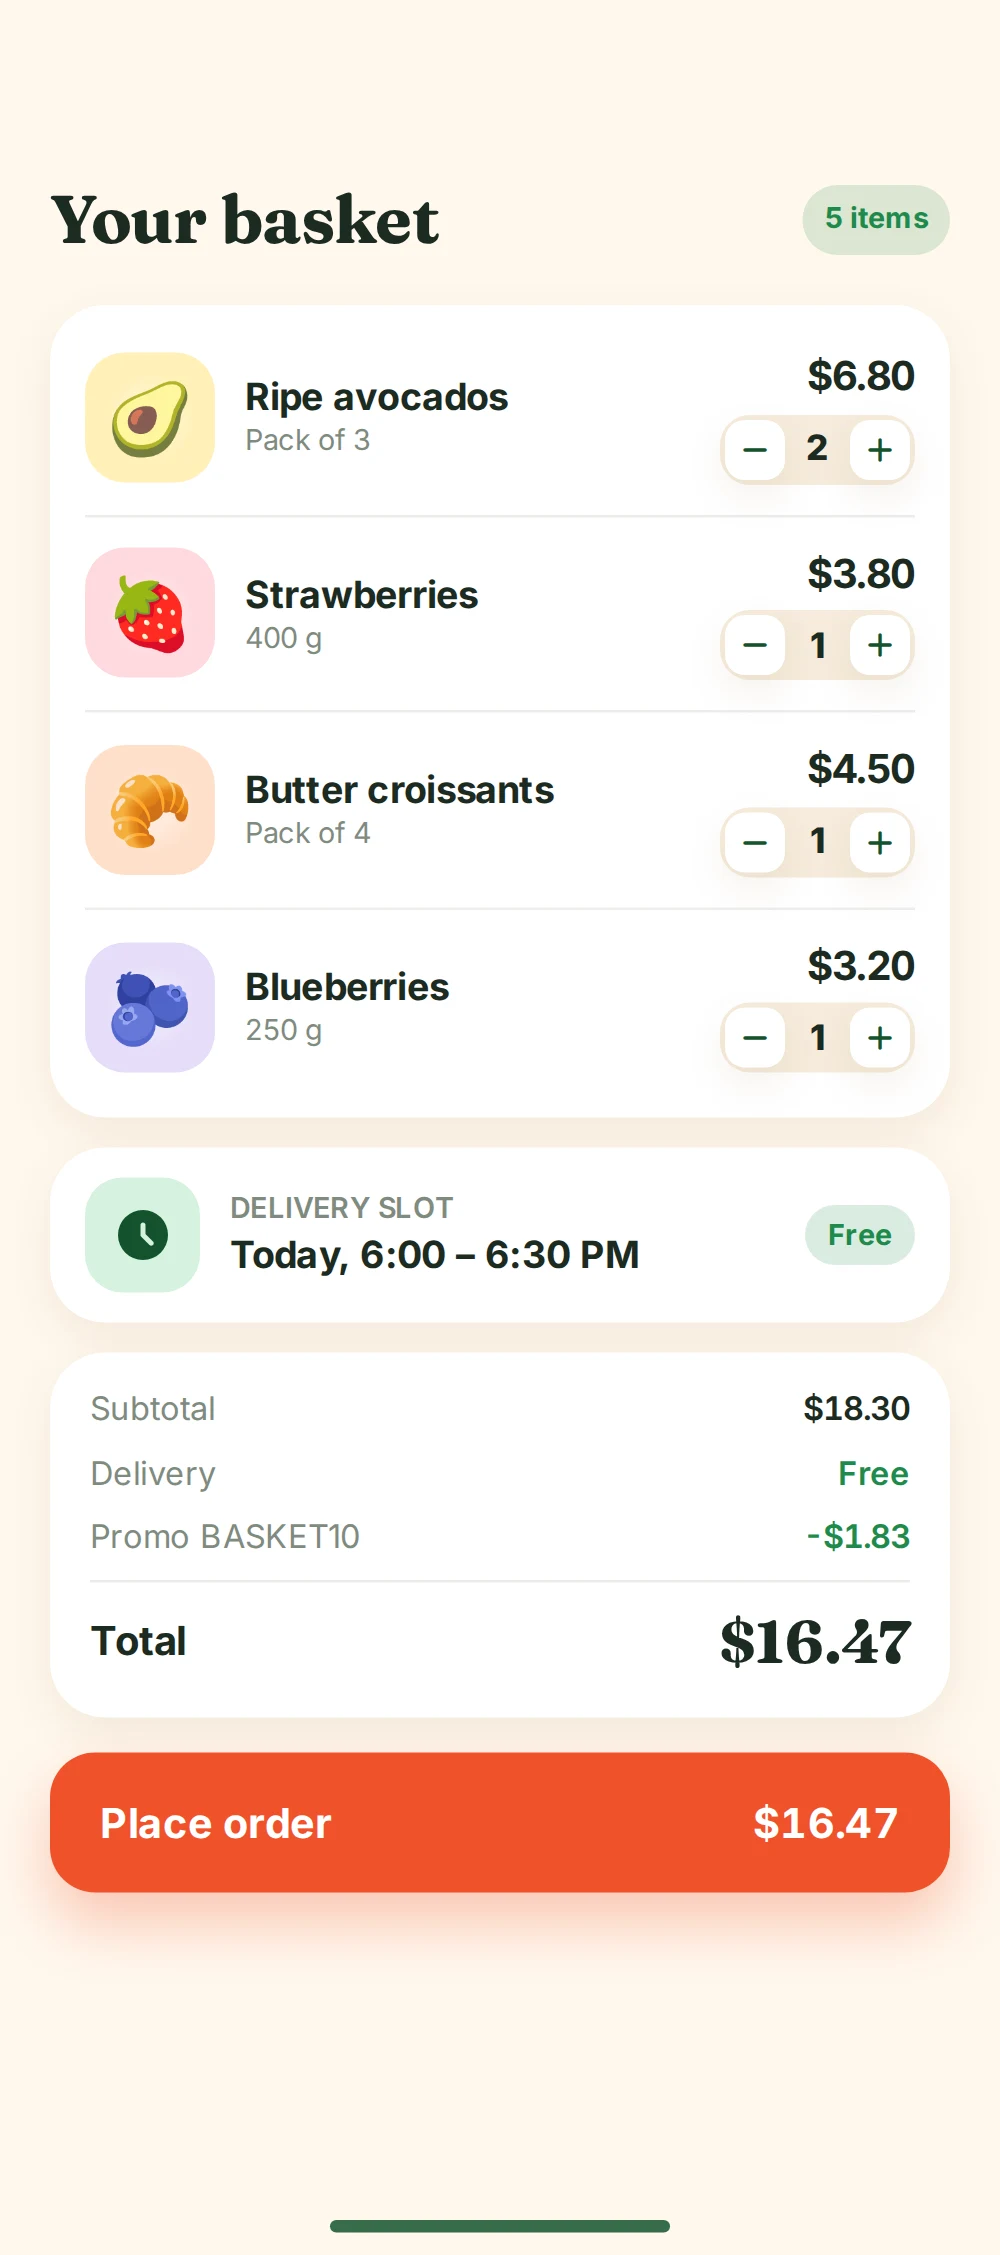 Your basket
5 items
Ripe avocados
Pack of 3
$6.80
− 2 +
Strawberries
400 g
$3.80
− 1 +
Butter croissants
Pack of 4
$4.50
− 1 +
Blueberries
250 g
$3.20
− 1 +
DELIVERY SLOT
Today, 6:00 – 6:30 PM
Free
Subtotal $18.30
Delivery Free
Promo BASKET10 -$1.83
Total $16.47
Place order $16.47